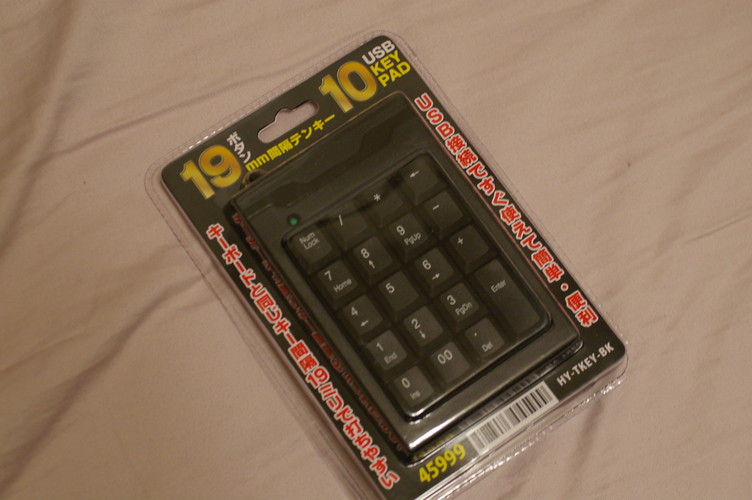 19
ボタン
mm間隔テンキー
10
USB
KEY
PAD
USB接続ですぐ使えて簡単・便利
キーボードと同じキー間隔19ミリで打ちやすい
Num
Lock
/
*
←
7
Home
8
↑
9
PgUp
-
4
←
5
6
→
+
1
End
2
↓
3
PgDn
Enter
0
Ins
00
.
Del
45999
HY-TKEY-BK